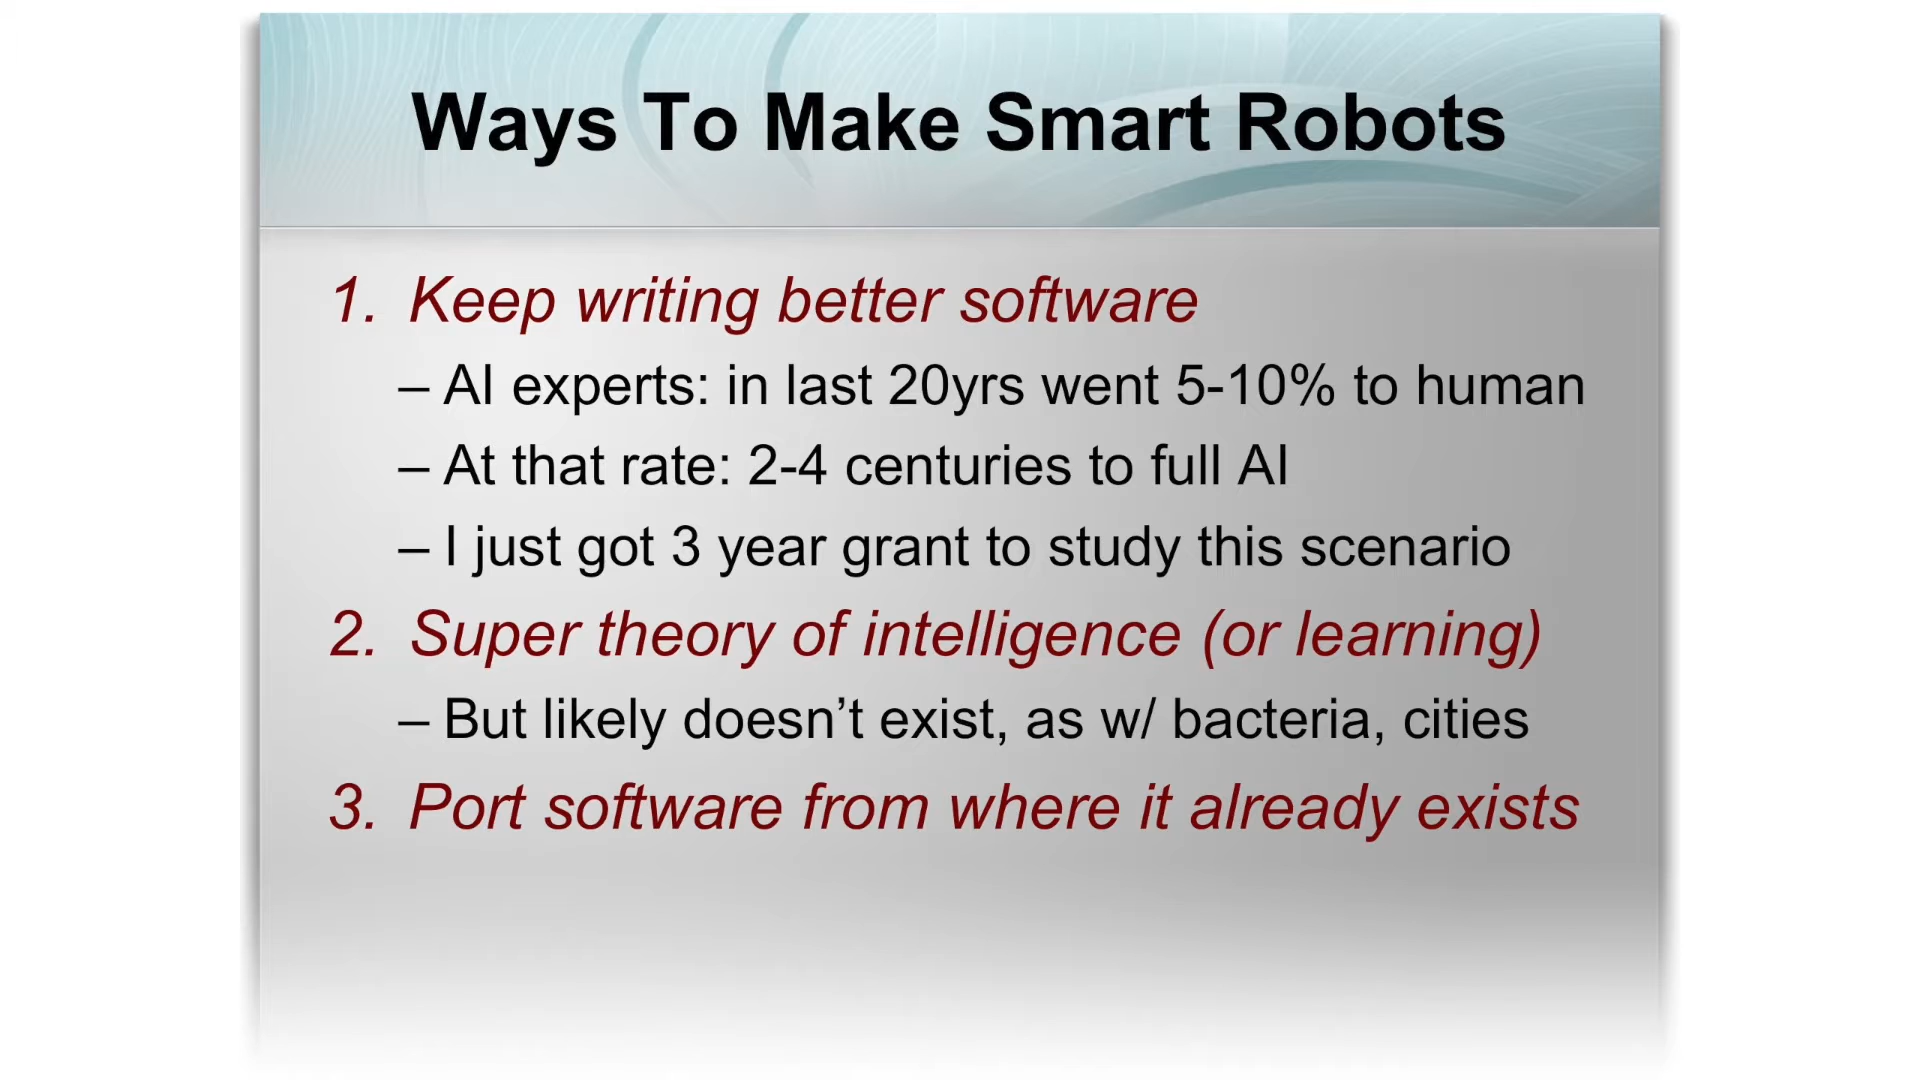 Ways To Make Smart Robots
1. Keep writing better software
– AI experts: in last 20yrs went 5-10% to human
– At that rate: 2-4 centuries to full AI
– I just got 3 year grant to study this scenario
2. Super theory of intelligence (or learning)
– But likely doesn’t exist, as w/ bacteria, cities
3. Port software from where it already exists